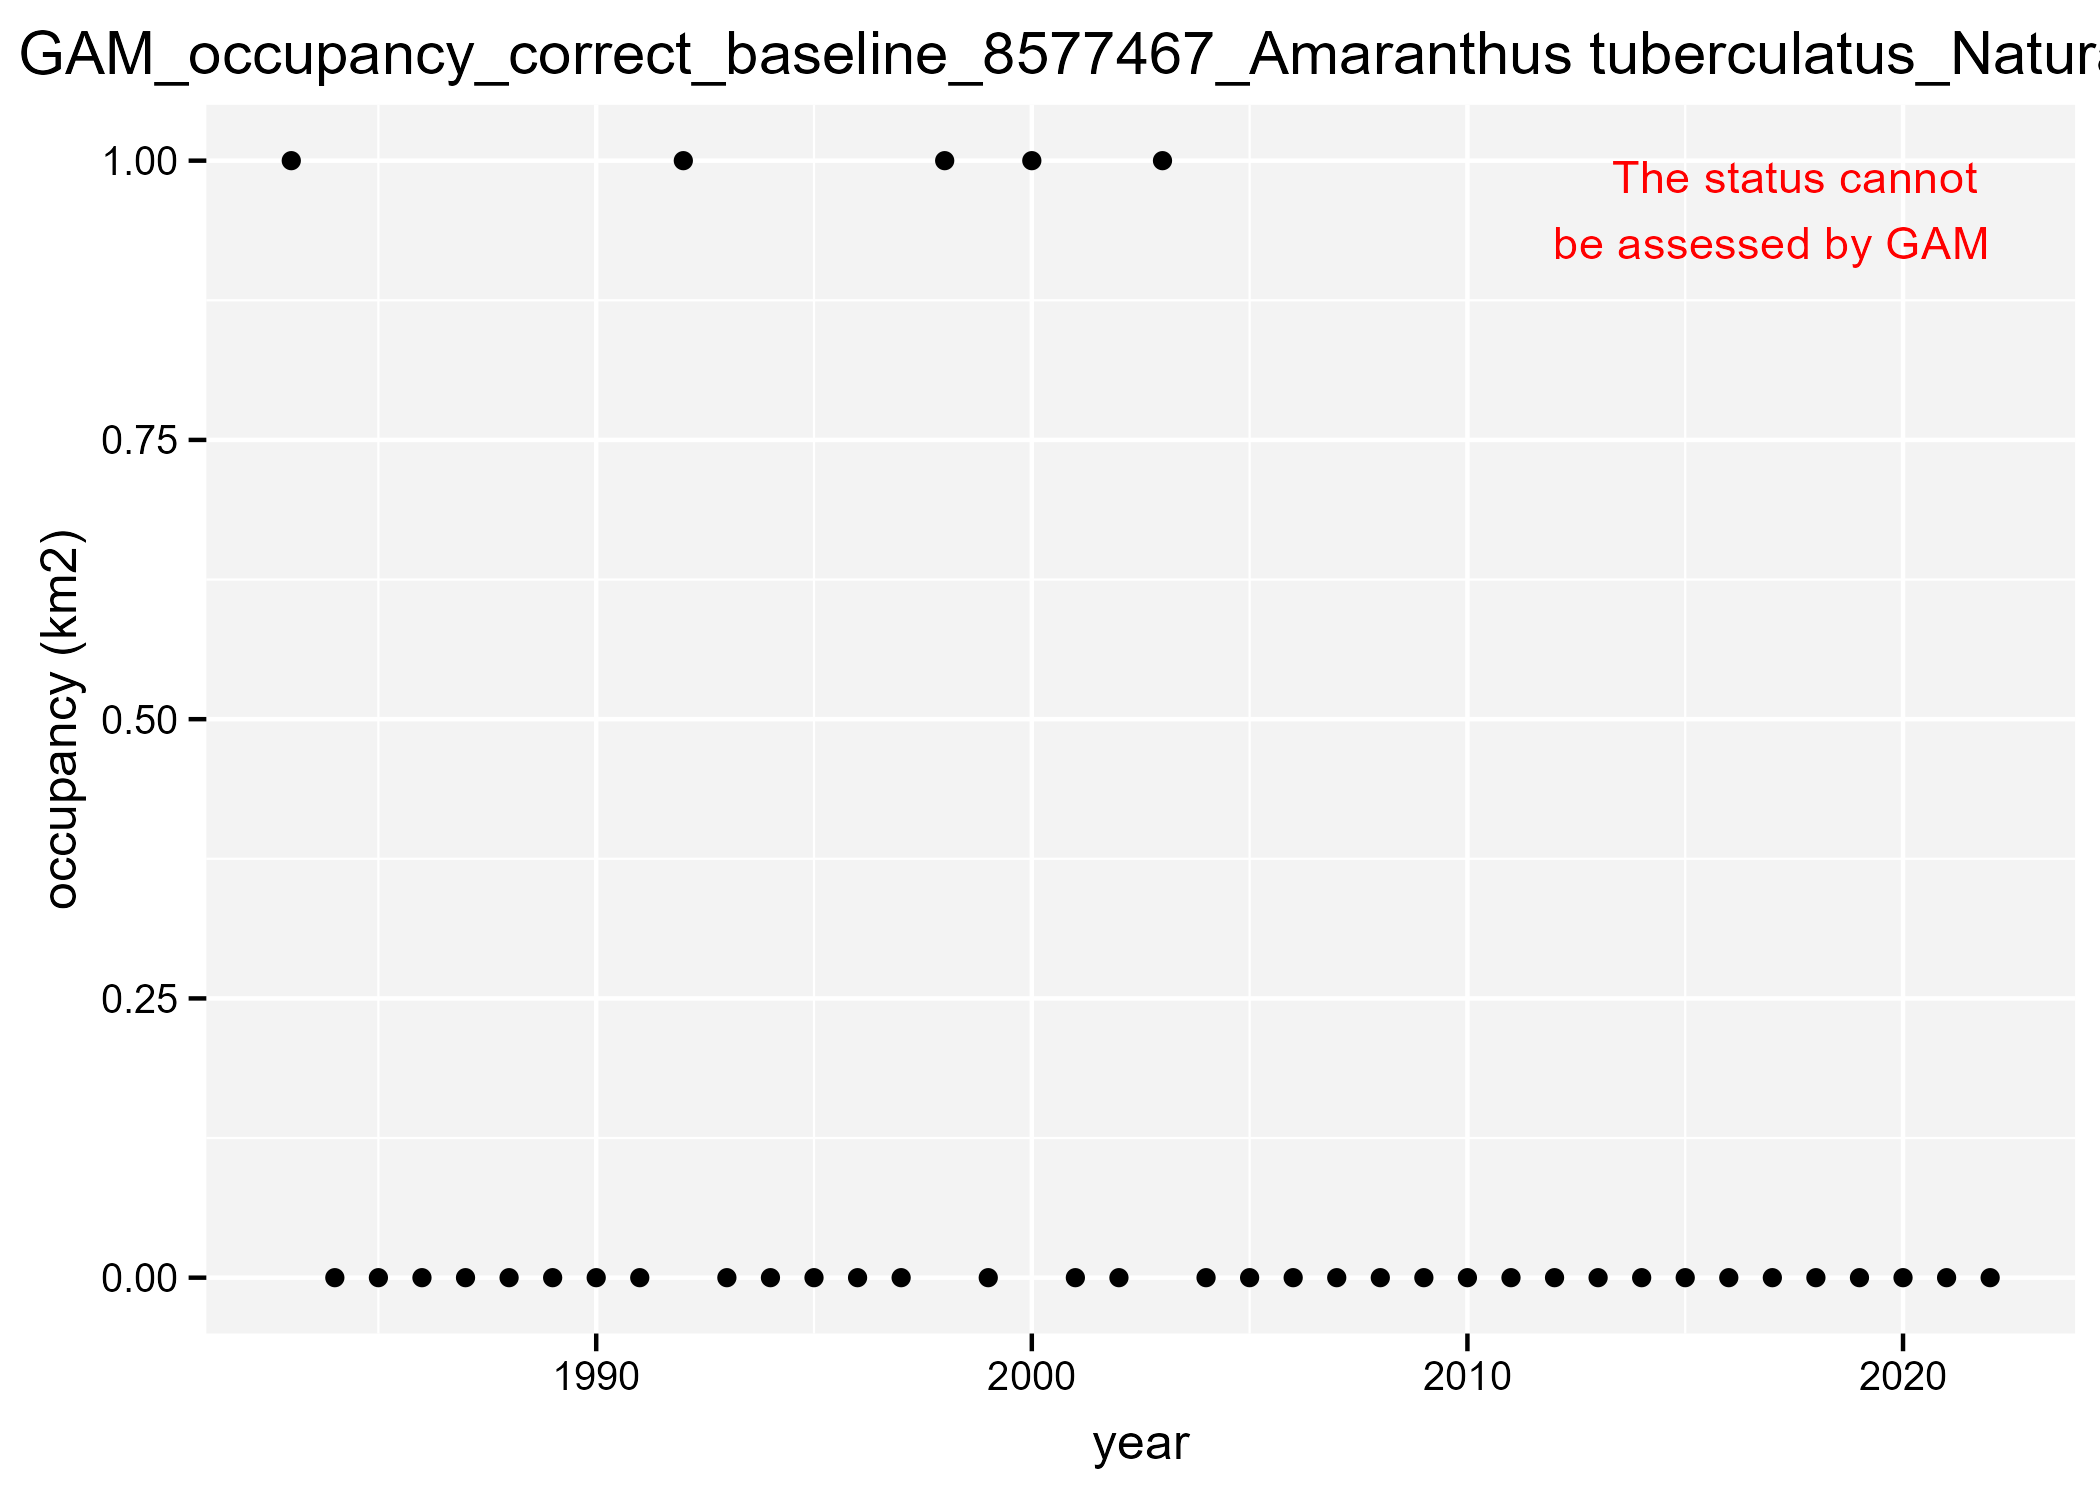 GAM_occupancy_correct_baseline_8577467_Amaranthus tuberculatus_Natura
The status cannot
be assessed by GAM
1.00
0.75
0.50
0.25
0.00
occupancy (km2)
1990
2000
2010
2020
year